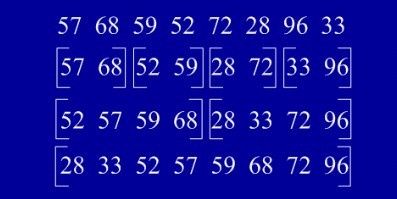 57 68 59 52 72 28 96 33
[57 68] [52 59] [28 72] [33 96]
[52 57 59 68] [28 33 72 96]
[28 33 52 57 59 68 72 96]